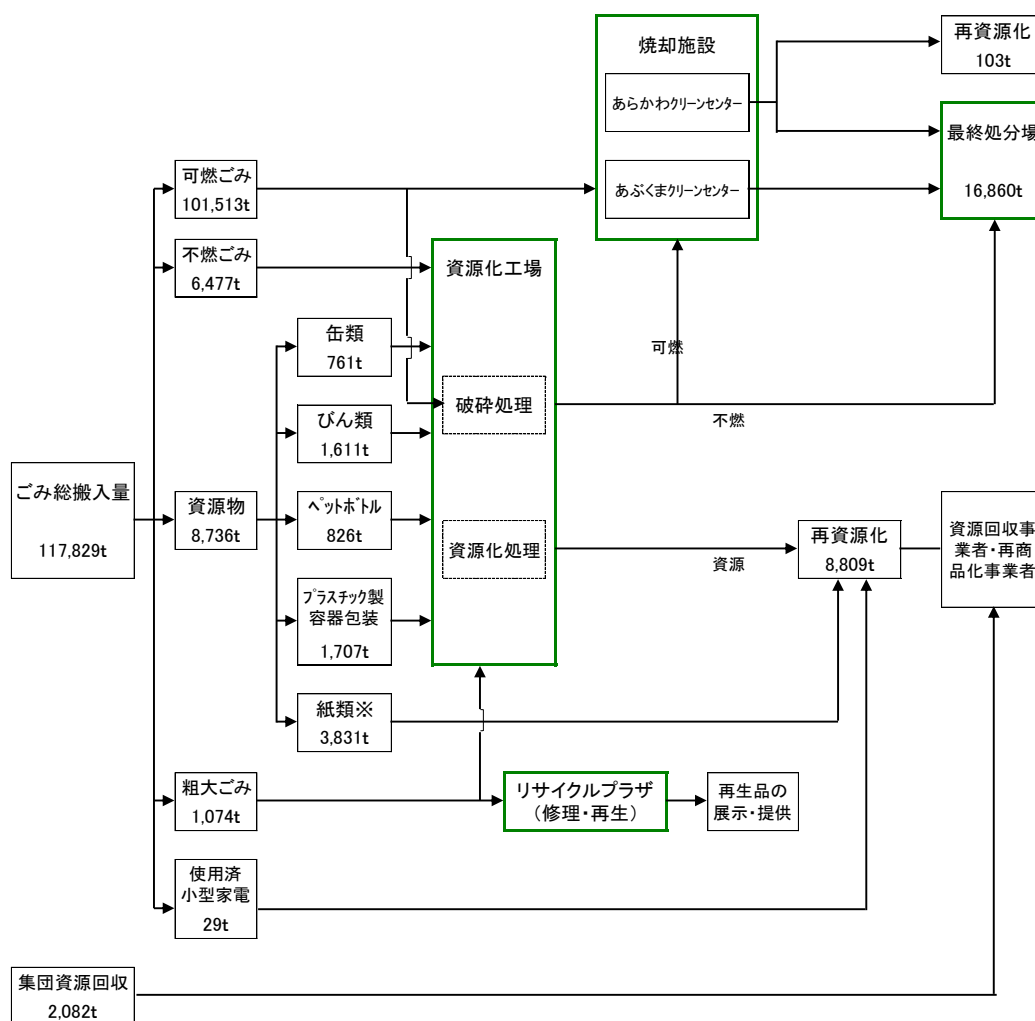 焼却施設
あらかわクリーンセンター
あぶくまクリーンセンター
再資源化
103t
最終処分場
16,860t
可燃ごみ
101,513t
不燃ごみ
6,477t
資源化工場
缶類
761t
可燃
破砕処理
不燃
びん類
1,611t
ごみ総搬入量
117,829t
資源物
8,736t
ペットボトル
826t
資源化処理
資源
再資源化
8,809t
資源回収事
業者・再商
品化事業者
プラスチック製
容器包装
1,707t
紙類※
3,831t
粗大ごみ
1,074t
リサイクルプラザ
（修理・再生）
再生品の
展示・提供
使用済
小型家電
29t
集団資源回収
2,082t